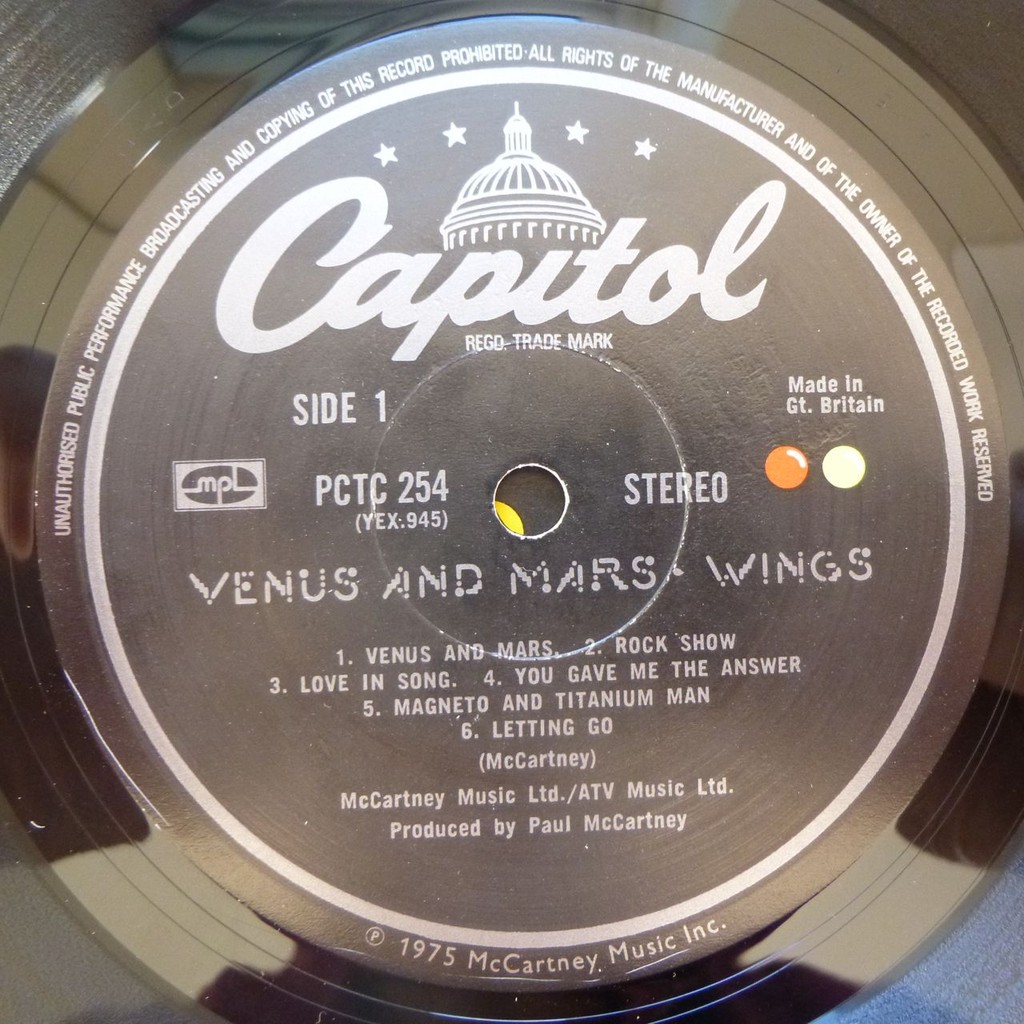 UNAUTHORISED PUBLIC PERFORMANCE BROADCASTING AND COPYING OF THIS RECORD PROHIBITED·ALL RIGHTS OF THE MANUFACTURER AND OF THE OWNER OF THE RECORDED WORK RESERVED
Capitol
REGD. TRADE MARK
SIDE 1
Made in
Gt. Britain
mpl
PCTC 254
STEREO
(YEX.945)
VENUS AND MARS· WINGS
1. VENUS AND MARS. 2. ROCK SHOW
3. LOVE IN SONG. 4. YOU GAVE ME THE ANSWER
5. MAGNETO AND TITANIUM MAN
6. LETTING GO
(McCartney)
McCartney Music Ltd./ATV Music Ltd.
Produced by Paul McCartney
℗ 1975 McCartney Music Inc.